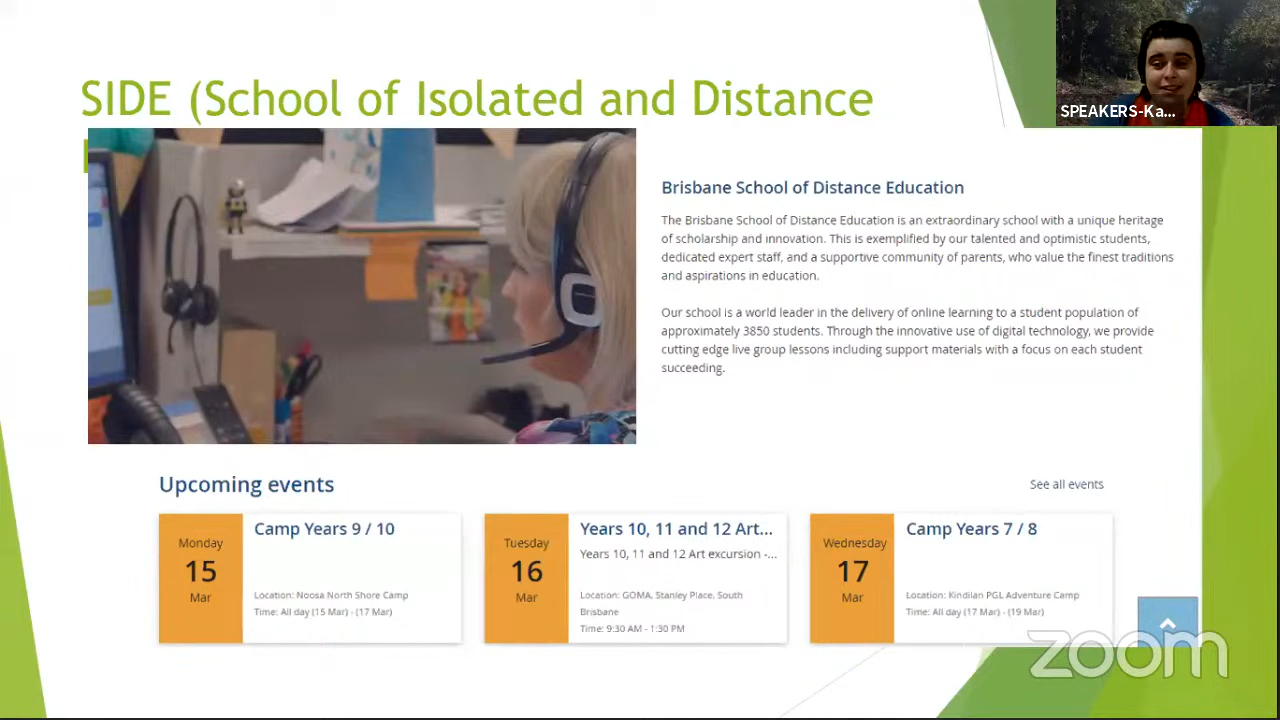 SIDE (School of Isolated and Distance
SPEAKERS-Ka...
Brisbane School of Distance Education
The Brisbane School of Distance Education is an extraordinary school with a unique heritage
of scholarship and innovation. This is exemplified by our talented and optimistic students,
dedicated expert staff, and a supportive community of parents, who value the finest traditions
and aspirations in education.
Our school is a world leader in the delivery of online learning to a student population of
approximately 3850 students. Through the innovative use of digital technology, we provide
cutting edge live group lessons including support materials with a focus on each student
succeeding.
Upcoming events
See all events
Monday
15
Mar
Camp Years 9 / 10
Location: Noosa North Shore Camp
Time: All day (15 Mar) - (17 Mar)
Tuesday
16
Mar
Years 10, 11 and 12 Art...
Years 10, 11 and 12 Art excursion -...
Location: GOMA, Stanley Place, South
Brisbane
Time: 9:30 AM - 1:30 PM
Wednesday
17
Mar
Camp Years 7 / 8
Location: Kindilan PGL Adventure Camp
Time: All day (17 Mar) - (19 Mar)
zoom